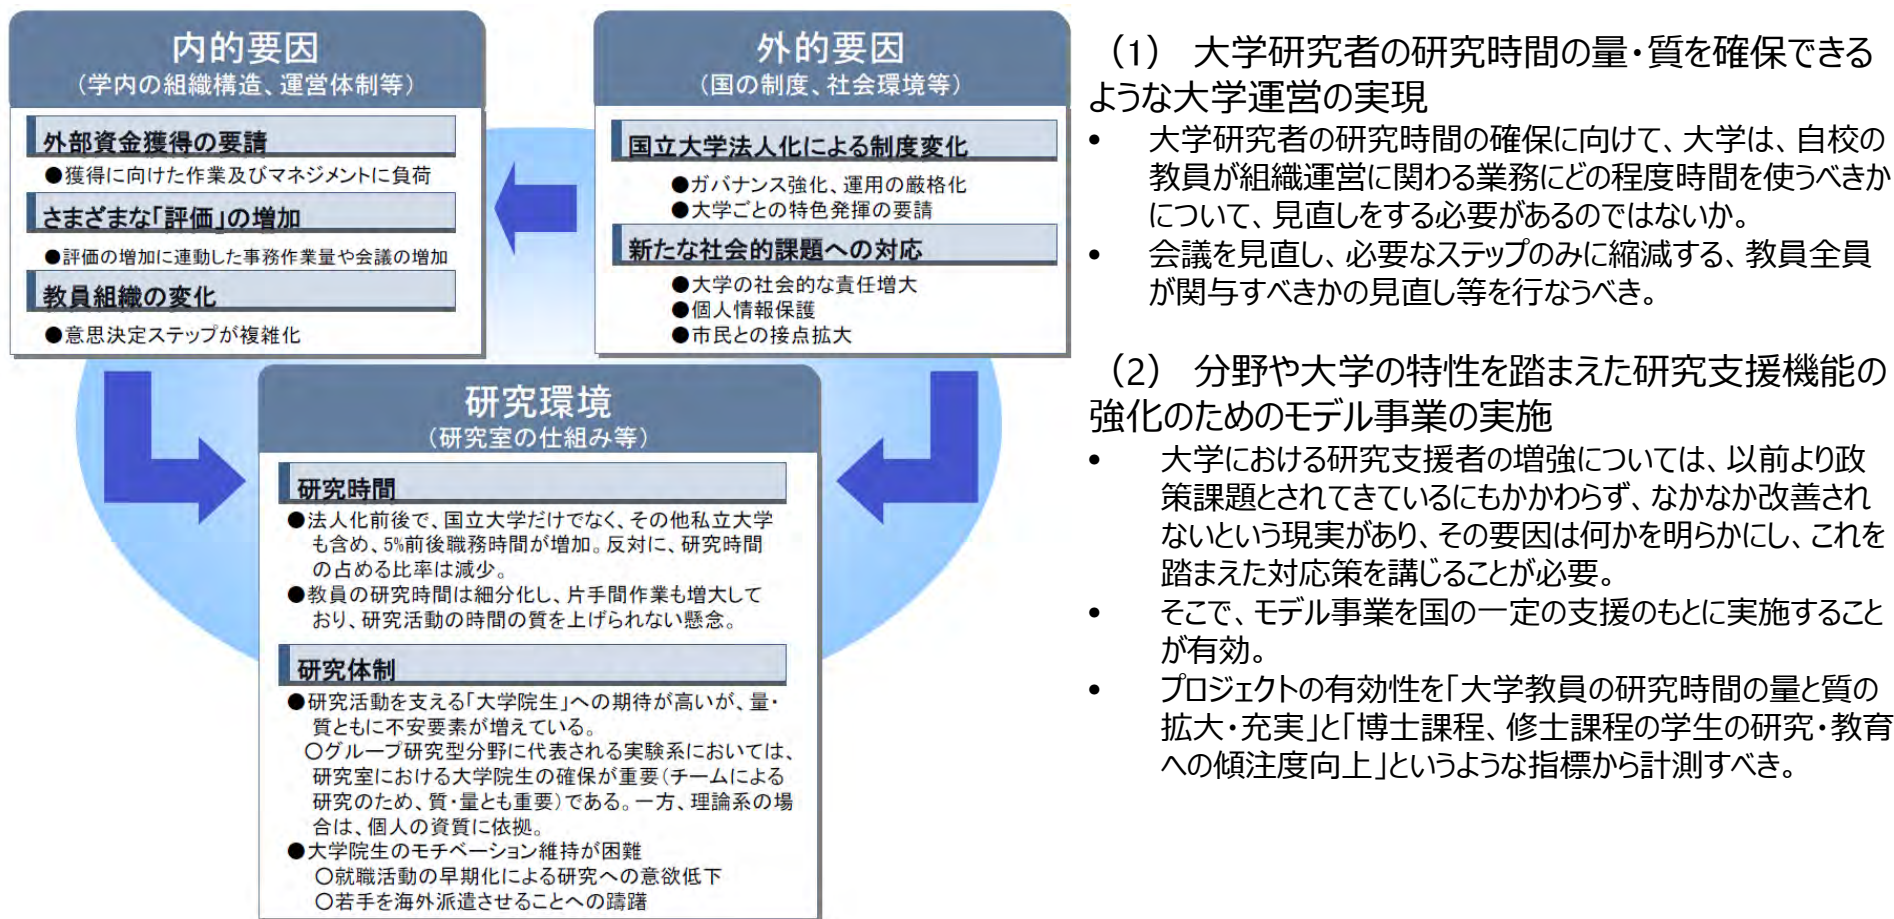 内的要因
（学内の組織構造、運営体制等）
外部資金獲得の要請
●獲得に向けた作業及びマネジメントに負荷
さまざまな「評価」の増加
●評価の増加に連動した事務作業量や会議の増加
教員組織の変化
●意思決定ステップが複雑化
外的要因
（国の制度、社会環境等）
国立大学法人化による制度変化
●ガバナンス強化、運用の厳格化
●大学ごとの特色発揮の要請
新たな社会的課題への対応
●大学の社会的な責任増大
●個人情報保護
●市民との接点拡大
研究環境
（研究室の仕組み等）
研究時間
●法人化前後で、国立大学だけでなく、その他私立大学
も含め、5%前後職務時間が増加。反対に、研究時間
の占める比率は減少。
●教員の研究時間は細分化し、片手間作業も増大して
おり、研究活動の時間の質を上げられない懸念。
研究体制
●研究活動を支える「大学院生」への期待が高いが、量・
質ともに不安要素が増えている。
○グループ研究型分野に代表される実験系においては、
研究室における大学院生の確保が重要（チームによる
研究のため、質・量とも重要）である。一方、理論系の場
合は、個人の資質に依拠。
●大学院生のモチベーション維持が困難
○就職活動の早期化による研究への意欲低下
○若手を海外派遣させることへの躊躇
（1） 大学研究者の研究時間の量・質を確保できる
ような大学運営の実現
• 大学研究者の研究時間の確保に向けて、大学は、自校の
教員が組織運営に関わる業務にどの程度時間を使うべきか
について、見直しをする必要があるのではないか。
• 会議を見直し、必要なステップのみに縮減する、教員全員
が関与すべきかの見直し等を行なうべき。
（2） 分野や大学の特性を踏まえた研究支援機能の
強化のためのモデル事業の実施
• 大学における研究支援者の増強については、以前より政
策課題とされてきているにもかかわらず、なかなか改善され
ないという現実があり、その要因は何かを明らかにし、これを
踏まえた対応策を講じることが必要。
• そこで、モデル事業を国の一定の支援のもとに実施すること
が有効。
• プロジェクトの有効性を「大学教員の研究時間の量と質の
拡大・充実」と「博士課程、修士課程の学生の研究・教育
への傾注度向上」というような指標から計測すべき。